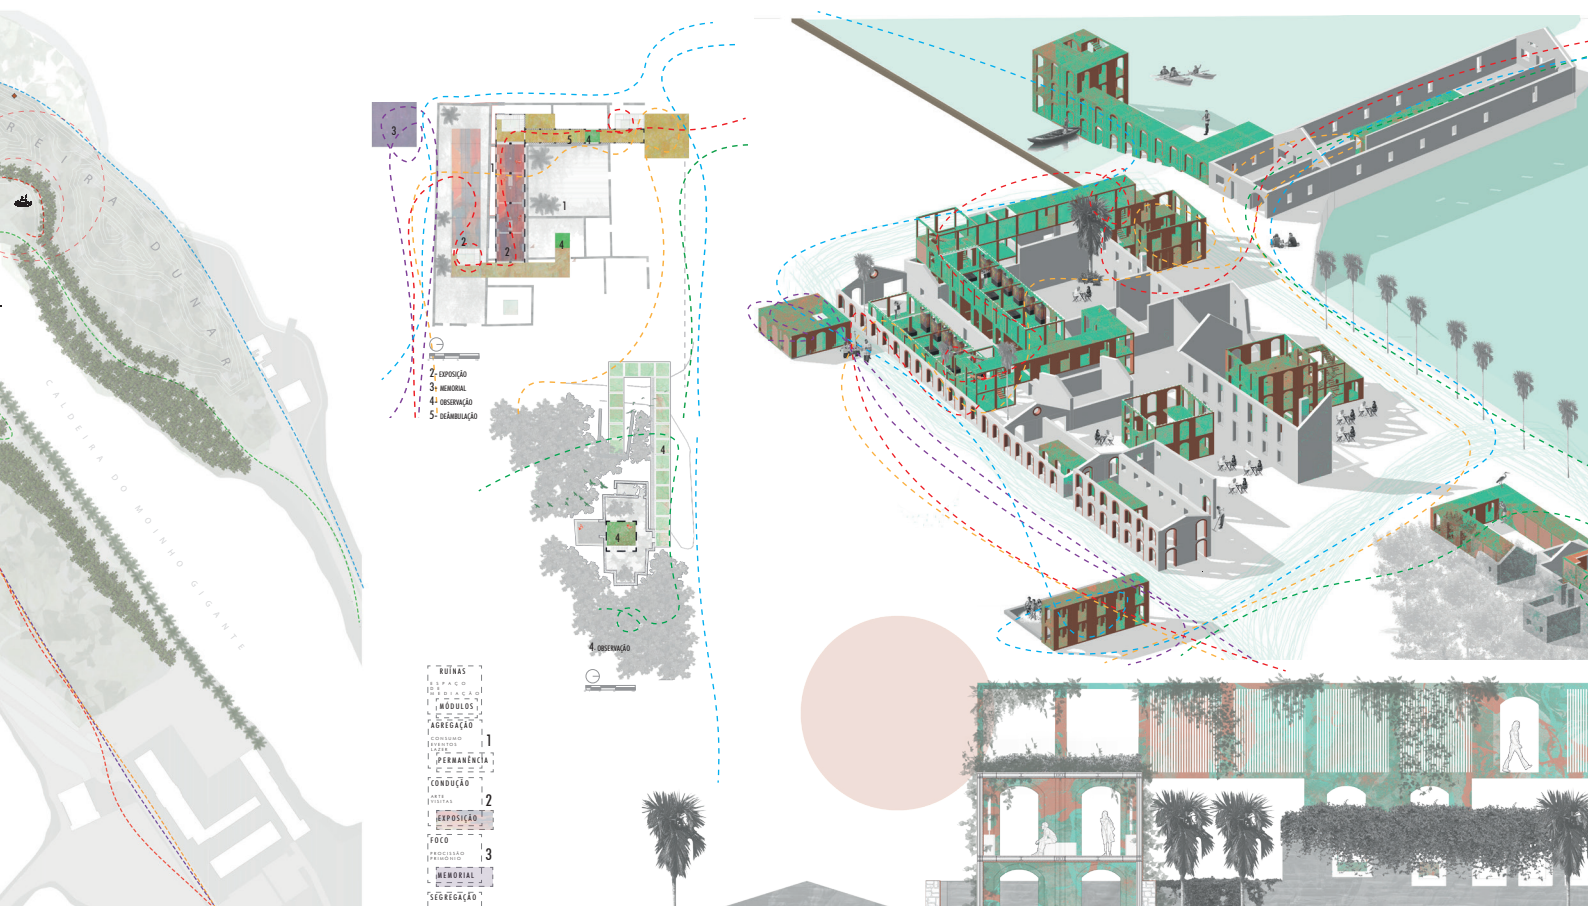 R E I R A D U N A R
CALDEIRA DO MOINHO GIGANTE
3
5 4
1
1
2
2
4
2- EXPOSIÇÃO
3- MEMORIAL
4- OBSERVAÇÃO
5- DEÂMBULAÇÃO
4
4
4- OBSERVAÇÃO
RUÍNAS
ESPAÇO
DE
MEDIAÇÃO
MÓDULOS
AGREGAÇÃO
CONSUMO
EVENTOS
LAZER
1
PERMANÊNCIA
CONDUÇÃO
ARTE
VISITAS
2
EXPOSIÇÃO
FOCO
PROCISSÃO
3
MEMORIAL
SEGREGAÇÃO